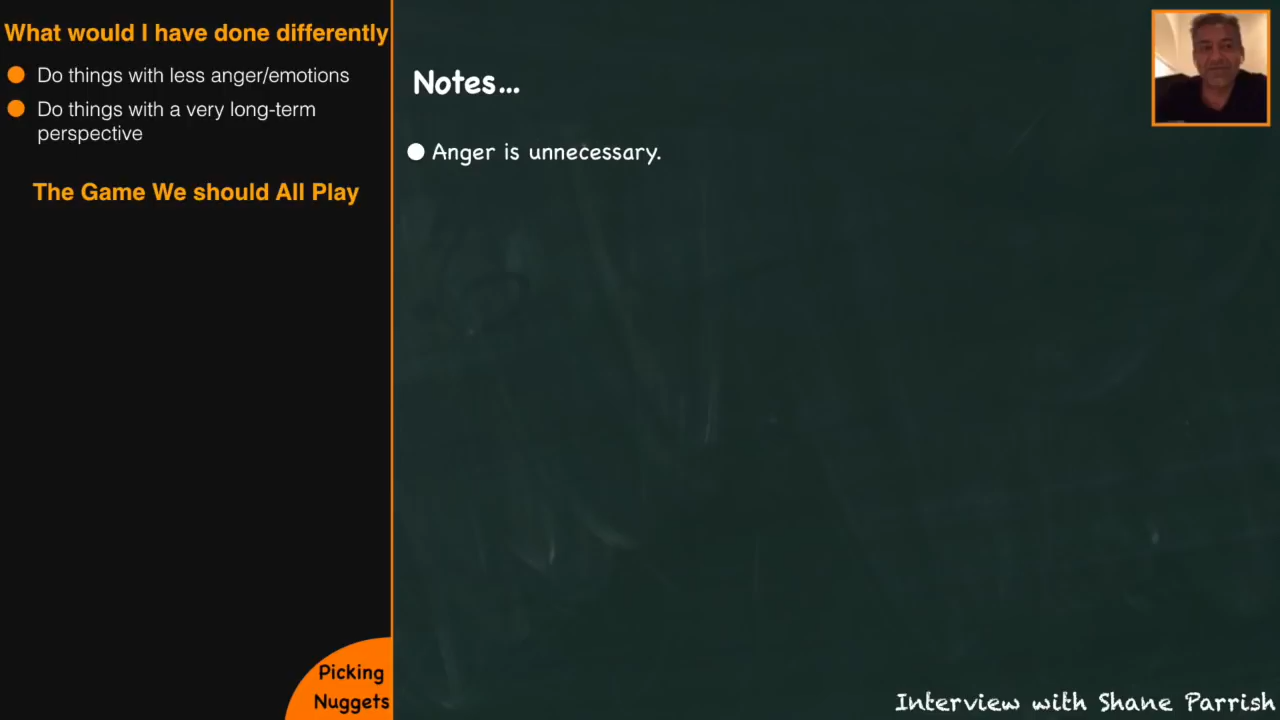 What would I have done differently
Do things with less anger/emotions
Do things with a very long-term
perspective
The Game We should All Play
Notes...
Anger is unnecessary.
Picking
Nuggets
Interview with Shane Parrish